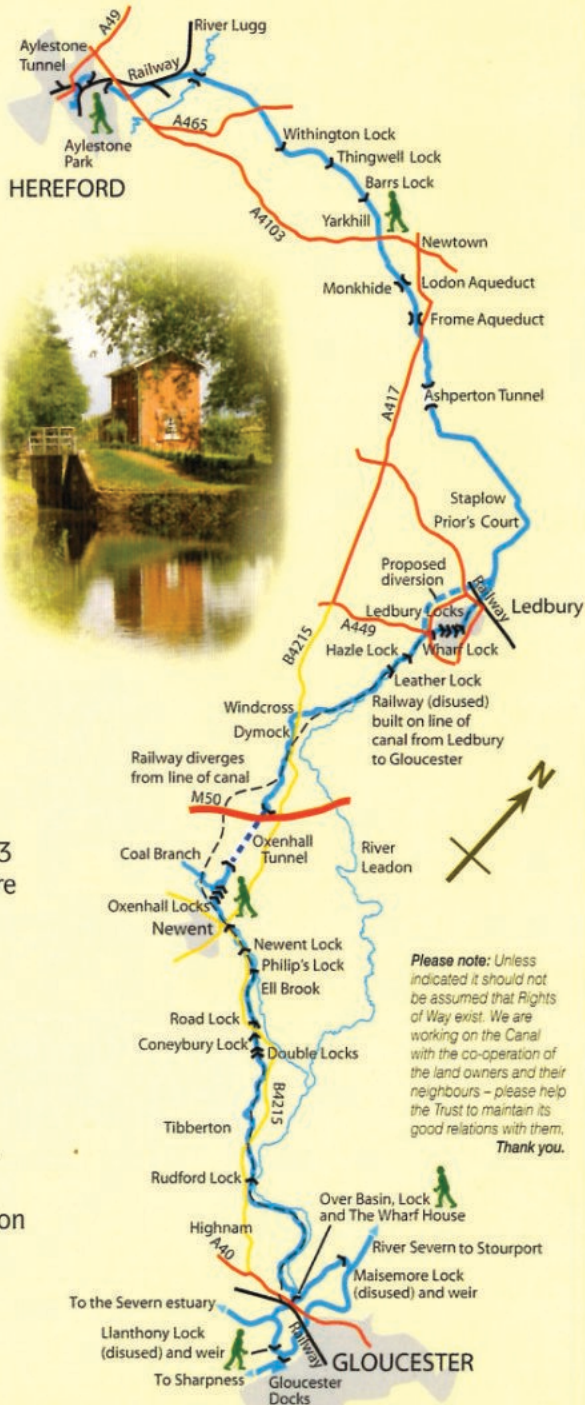 A49
River Lugg
Aylestone
Tunnel
Railway
Aylestone
Park
A465
HEREFORD
Withington Lock
Thingwell Lock
Barrs Lock
Yarkhill
A4103
Newtown
Monkhide
Lodon Aqueduct
Frome Aqueduct
A417
Ashperton Tunnel
Staplow
Prior's Court
Proposed
diversion
Railway
Ledbury Locks
Ledbury
A449
B4215
Hazle Lock
Wharf Lock
Leather Lock
Windcross
Railway (disused)
built on line of
canal from Ledbury
to Gloucester
Dymock
Railway diverges
from line of canal
M50
N
3
re
Coal Branch
Oxenhall
Tunnel
River
Leadon
Oxenhall Locks
Newent
Newent Lock
Philip's Lock
Ell Brook
Please note: Unless
indicated it should not
be assumed that Rights
of Way exist. We are
working on the Canal
with the co-operation of
the land owners and their
neighbours – please help
the Trust to maintain its
good relations with them.
Thank you.
Road Lock
Coneybury Lock
Double Locks
B4215
Tibberton
Rudford Lock
on
Over Basin, Lock
and The Wharf House
Highnam
A40
River Severn to Stourport
Maisemore Lock
(disused) and weir
To the Severn estuary
Llanthony Lock
(disused) and weir
Railway
GLOUCESTER
To Sharpness
Gloucester
Docks